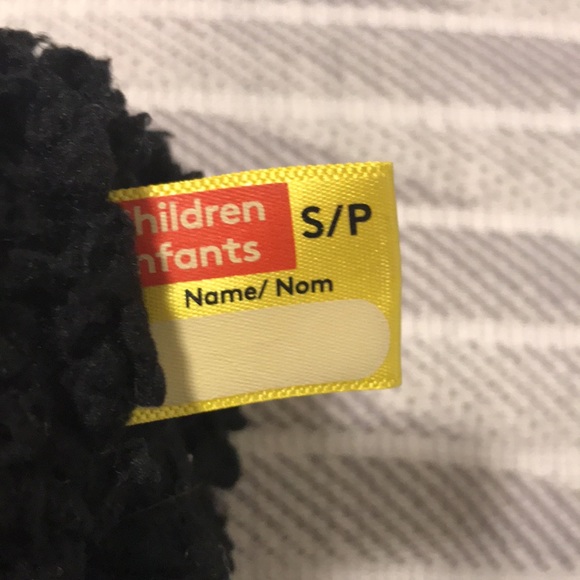 hildren
nfants
S/P
Name/ Nom